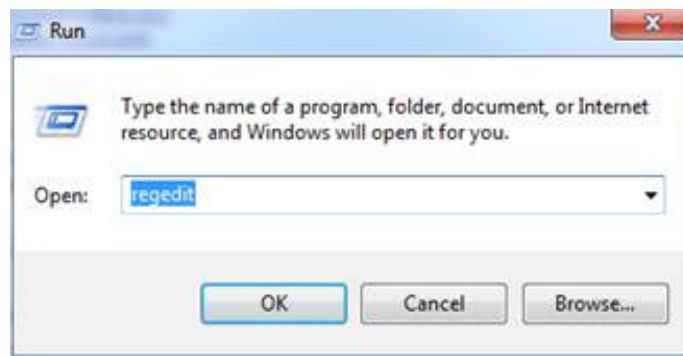 Run
Type the name of a program, folder, document, or Internet
resource, and Windows will open it for you.
Open: regedit
OK Cancel Browse...